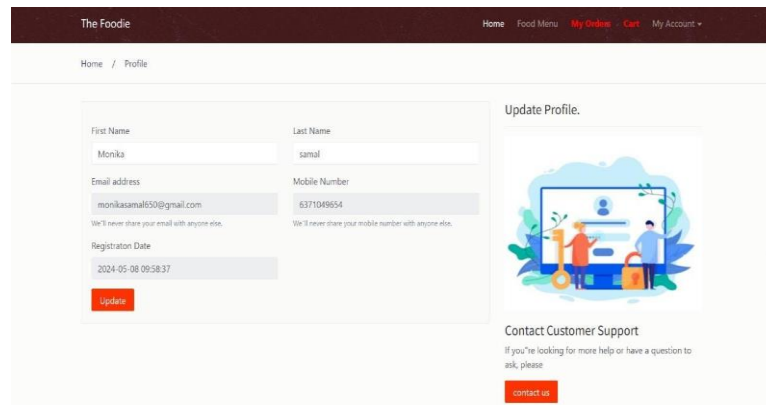 The Foodie
Home Food Menu My Orders Cart My Account
Home / Profile
Update Profile.
First Name
Last Name
Monika
samal
Email address
Mobile Number
monikasamal650@gmail.com
6371049654
We'll never share your email with anyone else.
We'll never share your mobile number with anyone else.
Registraton Date
2024-05-08 09:58:37
Update
Contact Customer Support
If you"re looking for more help or have a question to
ask, please
contact us